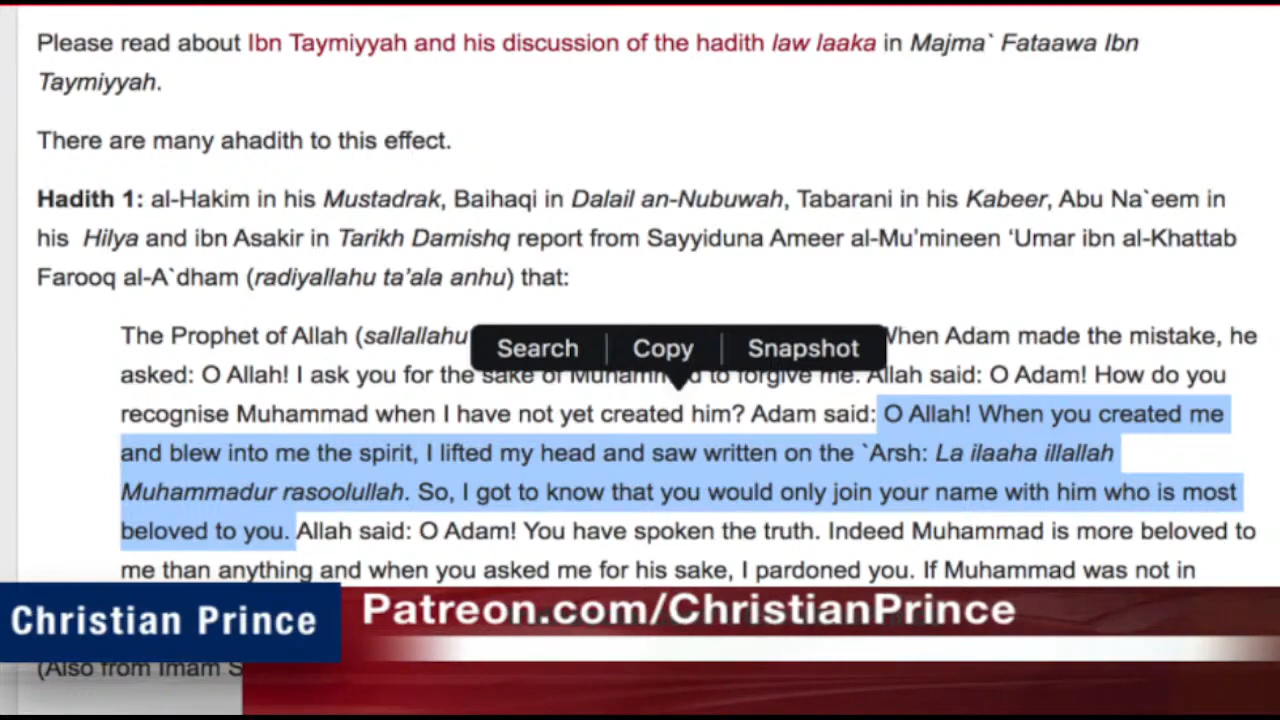 Please read about Ibn Taymiyyah and his discussion of the hadith law laaka in Majma` Fataawa Ibn
Taymiyyah.
There are many ahadith to this effect.
Hadith 1: al-Hakim in his Mustadrak, Baihaqi in Dalail an-Nubuwah, Tabarani in his Kabeer, Abu Na`eem in
his Hilya and ibn Asakir in Tarikh Damishq report from Sayyiduna Ameer al-Mu’mineen ‘Umar ibn al-Khattab
Farooq al-A`dham (radiyallahu ta’ala anhu) that:
The Prophet of Allah (sallallahu When Adam made the mistake, he
Search Copy Snapshot
asked: O Allah! I ask you for the sake of Muhammad to forgive me. Allah said: O Adam! How do you
recognise Muhammad when I have not yet created him? Adam said: O Allah! When you created me
and blew into me the spirit, I lifted my head and saw written on the `Arsh: La ilaaha illallah
Muhammadur rasoolullah. So, I got to know that you would only join your name with him who is most
beloved to you. Allah said: O Adam! You have spoken the truth. Indeed Muhammad is more beloved to
me than anything and when you asked me for his sake, I pardoned you. If Muhammad was not in
Christian Prince
Patreon.com/ChristianPrince
(Also from Imam S